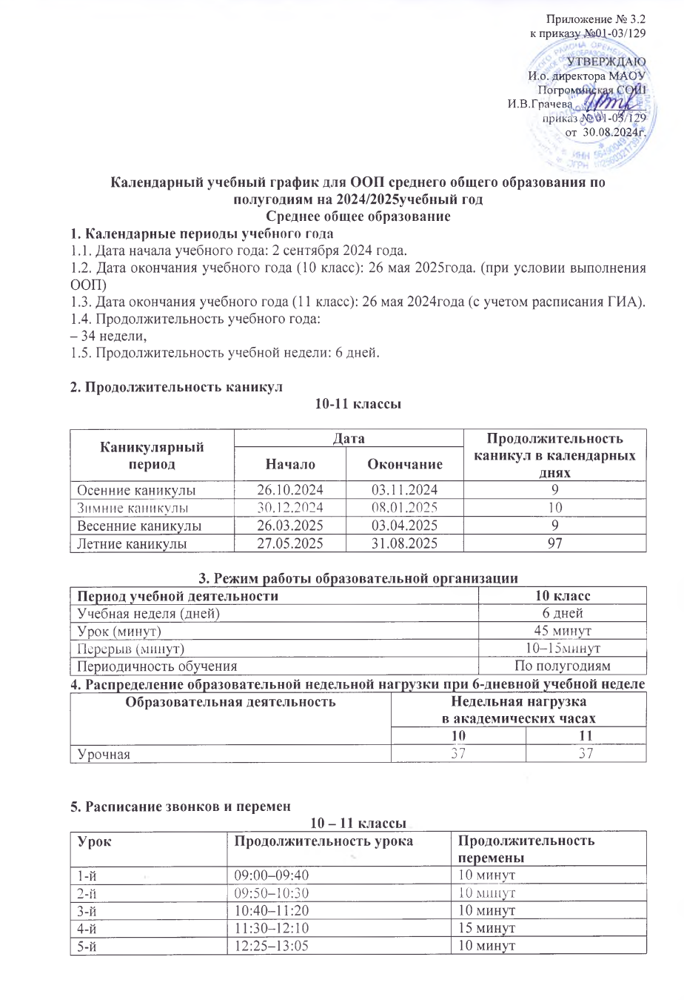 Приложение № 3.2
к приказу №01-03/129
УТВЕРЖДАЮ
И.о. директора МАОУ
Погроминская СОШ
И.В.Грачева
приказ № 01-03/129
от 30.08.2024г.
Календарный учебный график для ООП среднего общего образования по
полугодиям на 2024/2025учебный год
Среднее общее образование
1. Календарные периоды учебного года
1.1. Дата начала учебного года: 2 сентября 2024 года.
1.2. Дата окончания учебного года (10 класс): 26 мая 2025года. (при условии выполнения
ООП)
1.3. Дата окончания учебного года (11 класс): 26 мая 2024года (с учетом расписания ГИА).
1.4. Продолжительность учебного года:
– 34 недели,
1.5. Продолжительность учебной недели: 6 дней.
2. Продолжительность каникул
10-11 классы
Каникулярный период Дата Продолжительность каникул в календарных днях
Начало Окончание
Осенние каникулы 26.10.2024 03.11.2024 9
Зимние каникулы 30.12.2024 08.01.2025 10
Весенние каникулы 26.03.2025 03.04.2025 9
Летние каникулы 27.05.2025 31.08.2025 97
3. Режим работы образовательной организации
Период учебной деятельности 10 класс
Учебная неделя (дней) 6 дней
Урок (минут) 45 минут
Перерыв (минут) 10–15минут
Периодичность обучения По полугодиям
4. Распределение образовательной недельной нагрузки при 6-дневной учебной неделе
Образовательная деятельность Недельная нагрузка
в академических часах
10 11
Урочная 37 37
5. Расписание звонков и перемен
10 – 11 классы
Урок Продолжительность урока Продолжительность
перемены
1-й 09:00–09:40 10 минут
2-й 09:50–10:30 10 минут
3-й 10:40–11:20 10 минут
4-й 11:30–12:10 15 минут
5-й 12:25–13:05 10 минут